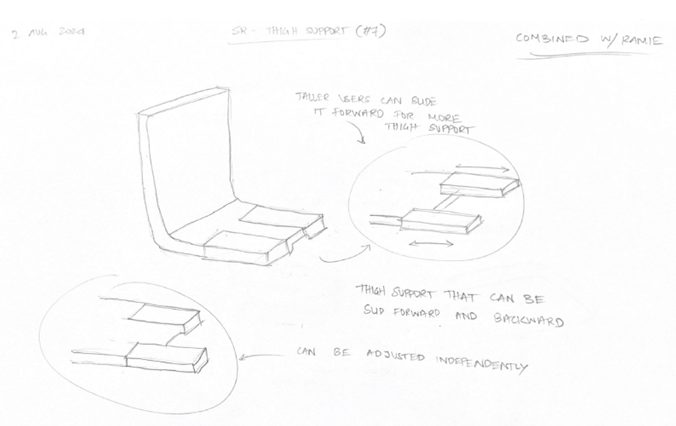 2 AUG 2024
SR - THIGH SUPPORT (#7)
COMBINED W/ RAMIE
TALLER USERS CAN SLIDE
IT FORWARD FOR MORE
THIGH SUPPORT
THIGH SUPPORT THAT CAN BE
SLID FORWARD AND BACKWARD
CAN BE ADJUSTED INDEPENDENTLY